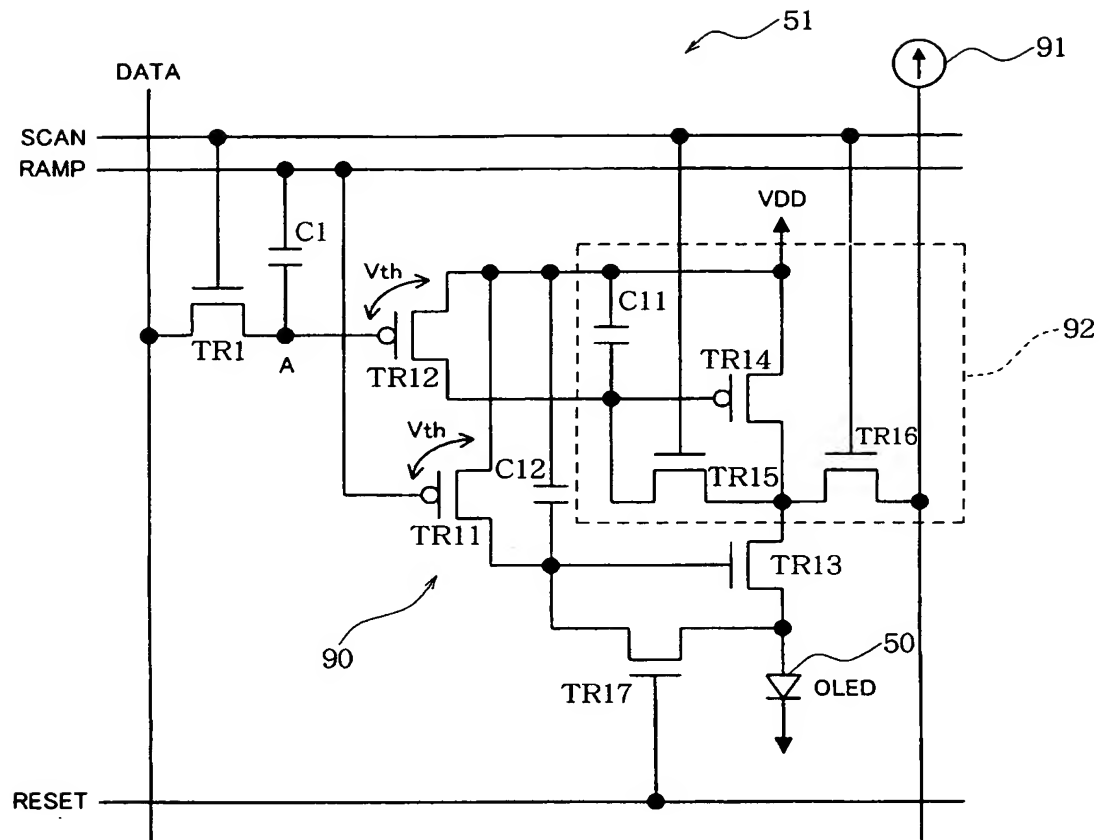 51
91
DATA
SCAN
RAMP
VDD
C1
Vth
C11
92
TR1
A
TR12
TR14
Vth
TR16
C12
TR15
TR11
TR13
90
50
TR17
OLED
RESET